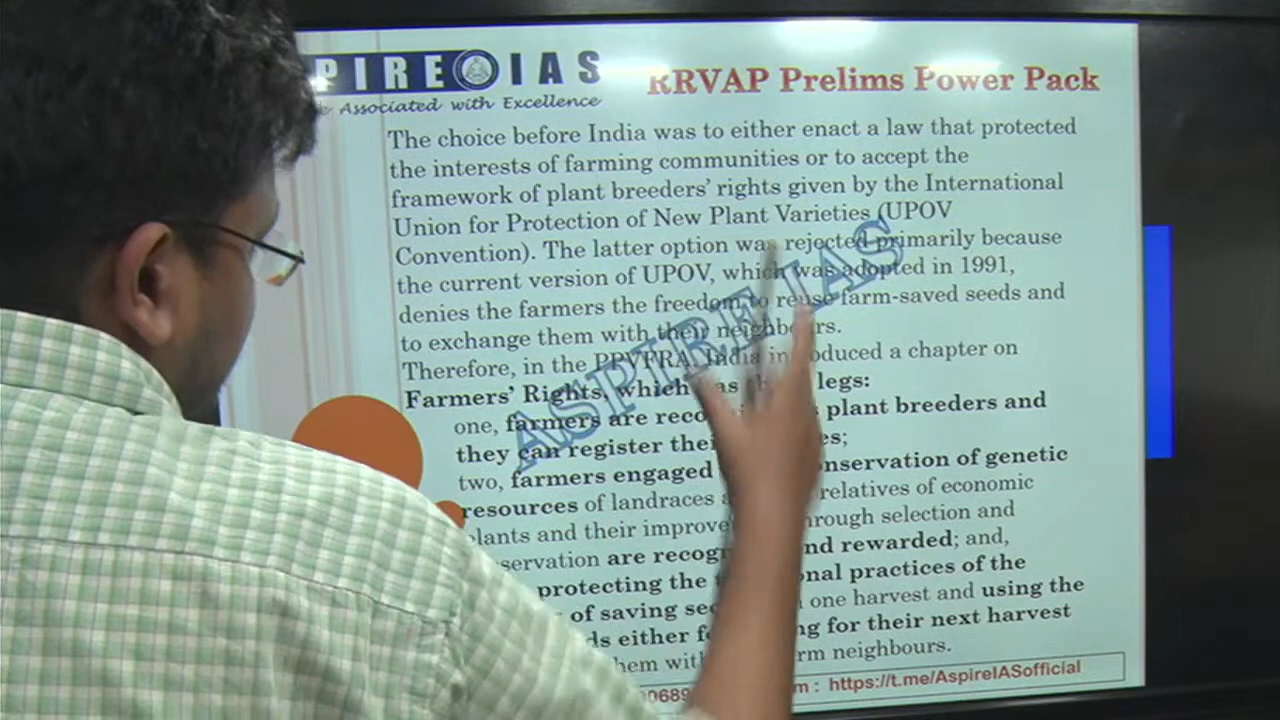 PIRE IAS
Associated with Excellence
RRVAP Prelims Power Pack
The choice before India was to either enact a law that protected
the interests of farming communities or to accept the
framework of plant breeders' rights given by the International
Union for Protection of New Plant Varieties (UPOV
Convention). The latter option was rejected primarily because
the current version of UPOV, which was adopted in 1991,
denies the farmers the freedom to reuse farm-saved seeds and
to exchange them with their neighbours.
Therefore, in the PPVFRA, India introduced a chapter on
Farmers' Rights, which has legs:
one, farmers are plant breeders and
they can register their
two, farmers engaged conservation of genetic
resources of landraces relatives of economic
plants and their through selection and
are and rewarded; and,
protecting the practices of the
of saving one harvest and using the
either for their next harvest
with farm neighbours.
https://t.me/AspireIASofficial
ASPIRE IAS